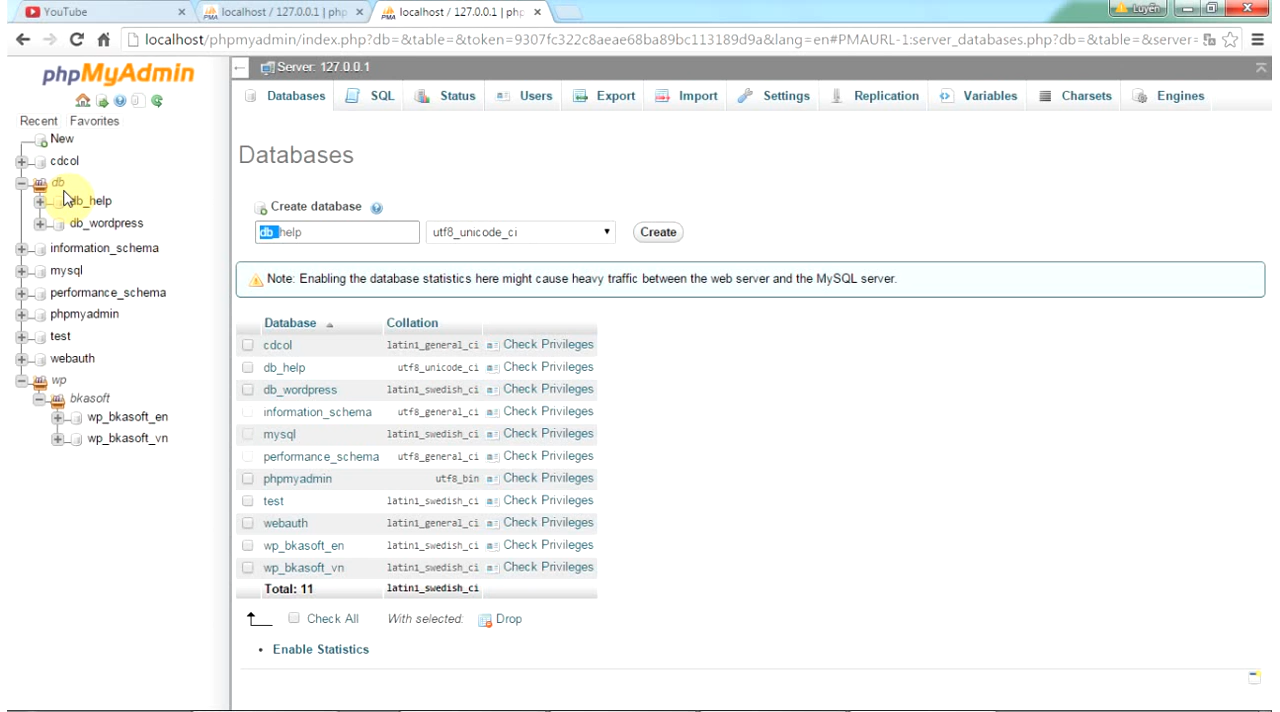 YouTube
localhost / 127.0.0.1 | php
localhost / 127.0.0.1 | php
Luyện
localhost/phpmyadmin/index.php?db=&table=&token=9307fc322c8aeae68ba89bc113189d9a&lang=en#PMAURL-1:server_databases.php?db=&table=&server=
phpMyAdmin
Recent Favorites
New
cdcol
db
db_help
db_wordpress
information_schema
mysql
performance_schema
phpmyadmin
test
webauth
wp
bkasoft
wp_bkasoft_en
wp_bkasoft_vn
Server: 127.0.0.1
Databases SQL Status Users Export Import Settings Replication Variables Charsets Engines
Databases
Create database
db_help utf8_unicode_ci Create
Note: Enabling the database statistics here might cause heavy traffic between the web server and the MySQL server.
Database Collation
cdcol latin1_general_ci Check Privileges
db_help utf8_unicode_ci Check Privileges
db_wordpress latin1_swedish_ci Check Privileges
information_schema utf8_general_ci Check Privileges
mysql latin1_swedish_ci Check Privileges
performance_schema utf8_general_ci Check Privileges
phpmyadmin utf8_bin Check Privileges
test latin1_swedish_ci Check Privileges
webauth latin1_general_ci Check Privileges
wp_bkasoft_en latin1_swedish_ci Check Privileges
wp_bkasoft_vn latin1_swedish_ci Check Privileges
Total: 11 latin1_swedish_ci
Check All With selected: Drop
• Enable Statistics